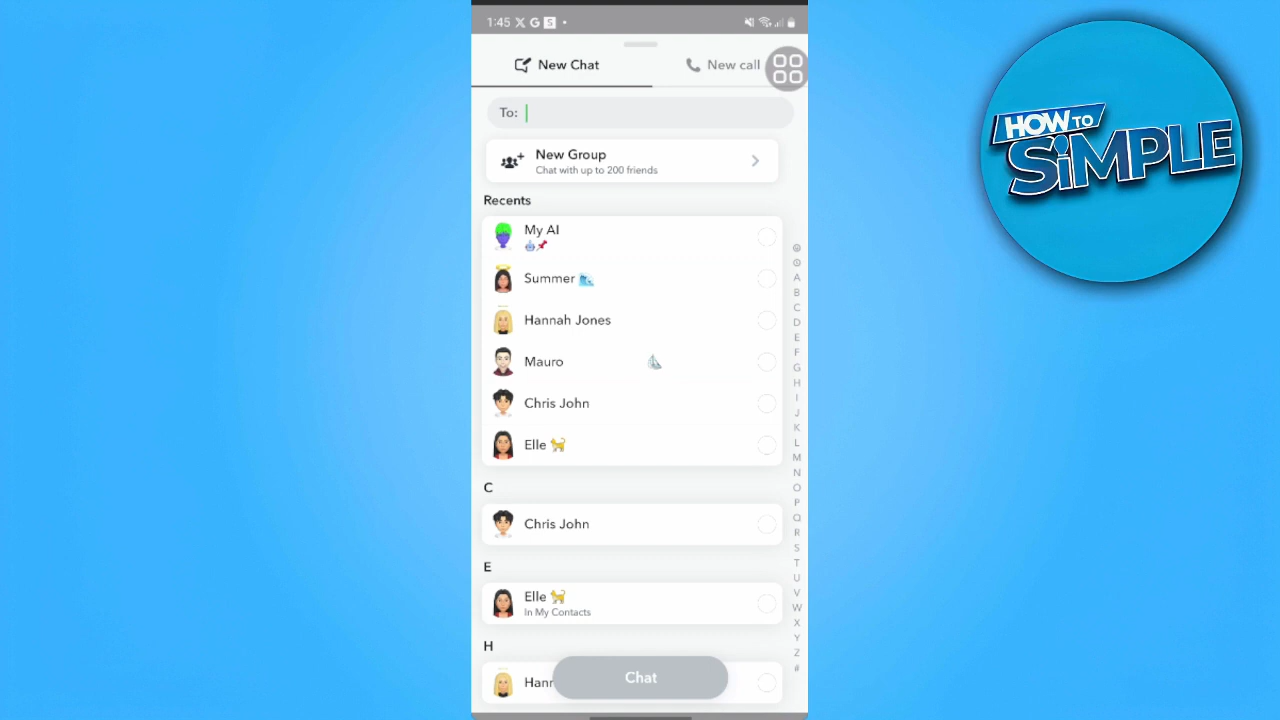 1:45 X G S
New Chat
New call
To:
New Group
Chat with up to 200 friends
Recents
My AI
Summer
Hannah Jones
Mauro
Chris John
Elle
C
Chris John
E
Elle
In My Contacts
H
Hann
Chat
A
B
C
D
E
F
G
H
I
J
K
L
M
N
O
P
Q
R
S
T
U
V
W
X
Y
Z
#
HOW TO
SiMPLE